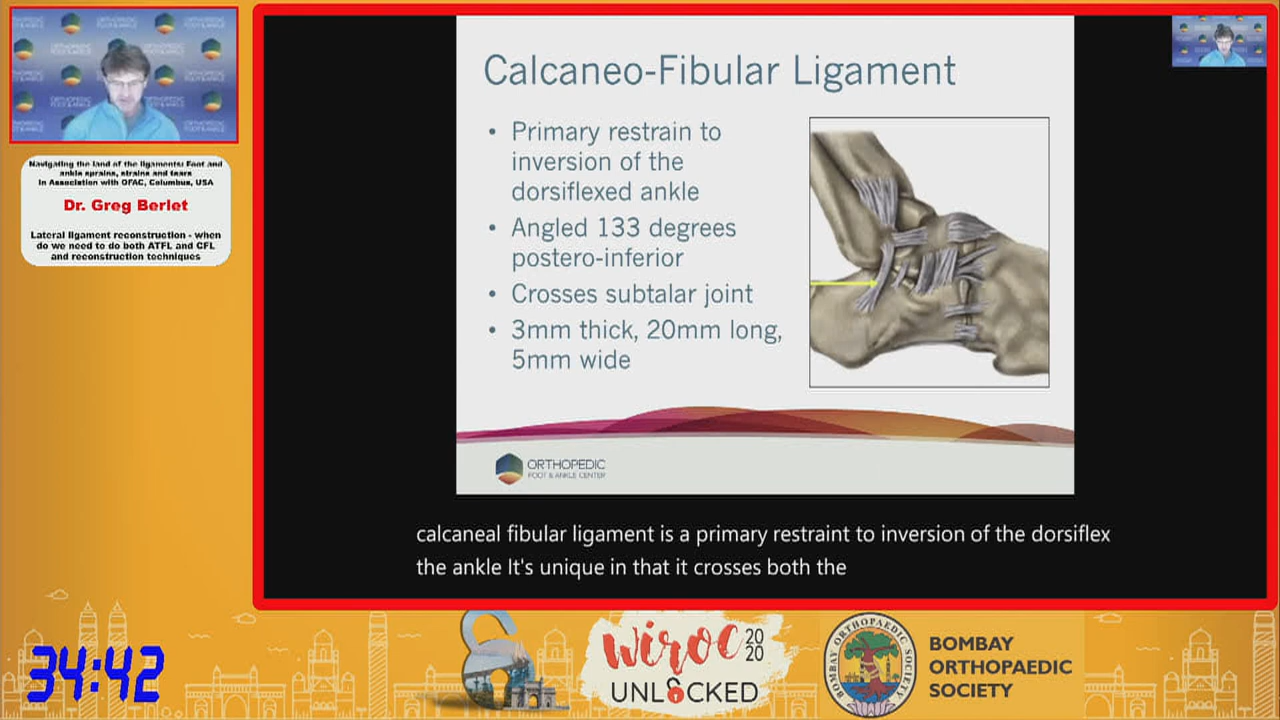 Navigating the land of the ligaments: Foot and
ankle sprains, strains and tears
In Association with OFAC, Columbus, USA
Dr. Greg Berlet
Lateral ligament reconstruction - when
do we need to do both ATFL and CFL
and reconstruction techniques
Calcaneo-Fibular Ligament
• Primary restrain to
inversion of the
dorsiflexed ankle
• Angled 133 degrees
postero-inferior
• Crosses subtalar joint
• 3mm thick, 20mm long,
5mm wide
ORTHOPEDIC
FOOT & ANKLE CENTER
calcaneal fibular ligament is a primary restraint to inversion of the dorsiflex
the ankle It's unique in that it crosses both the
34:42
WIROC 20
20
UNLOCKED
BOMBAY ORTHOPAEDIC SOCIETY
BOMBAY
ORTHOPAEDIC
SOCIETY